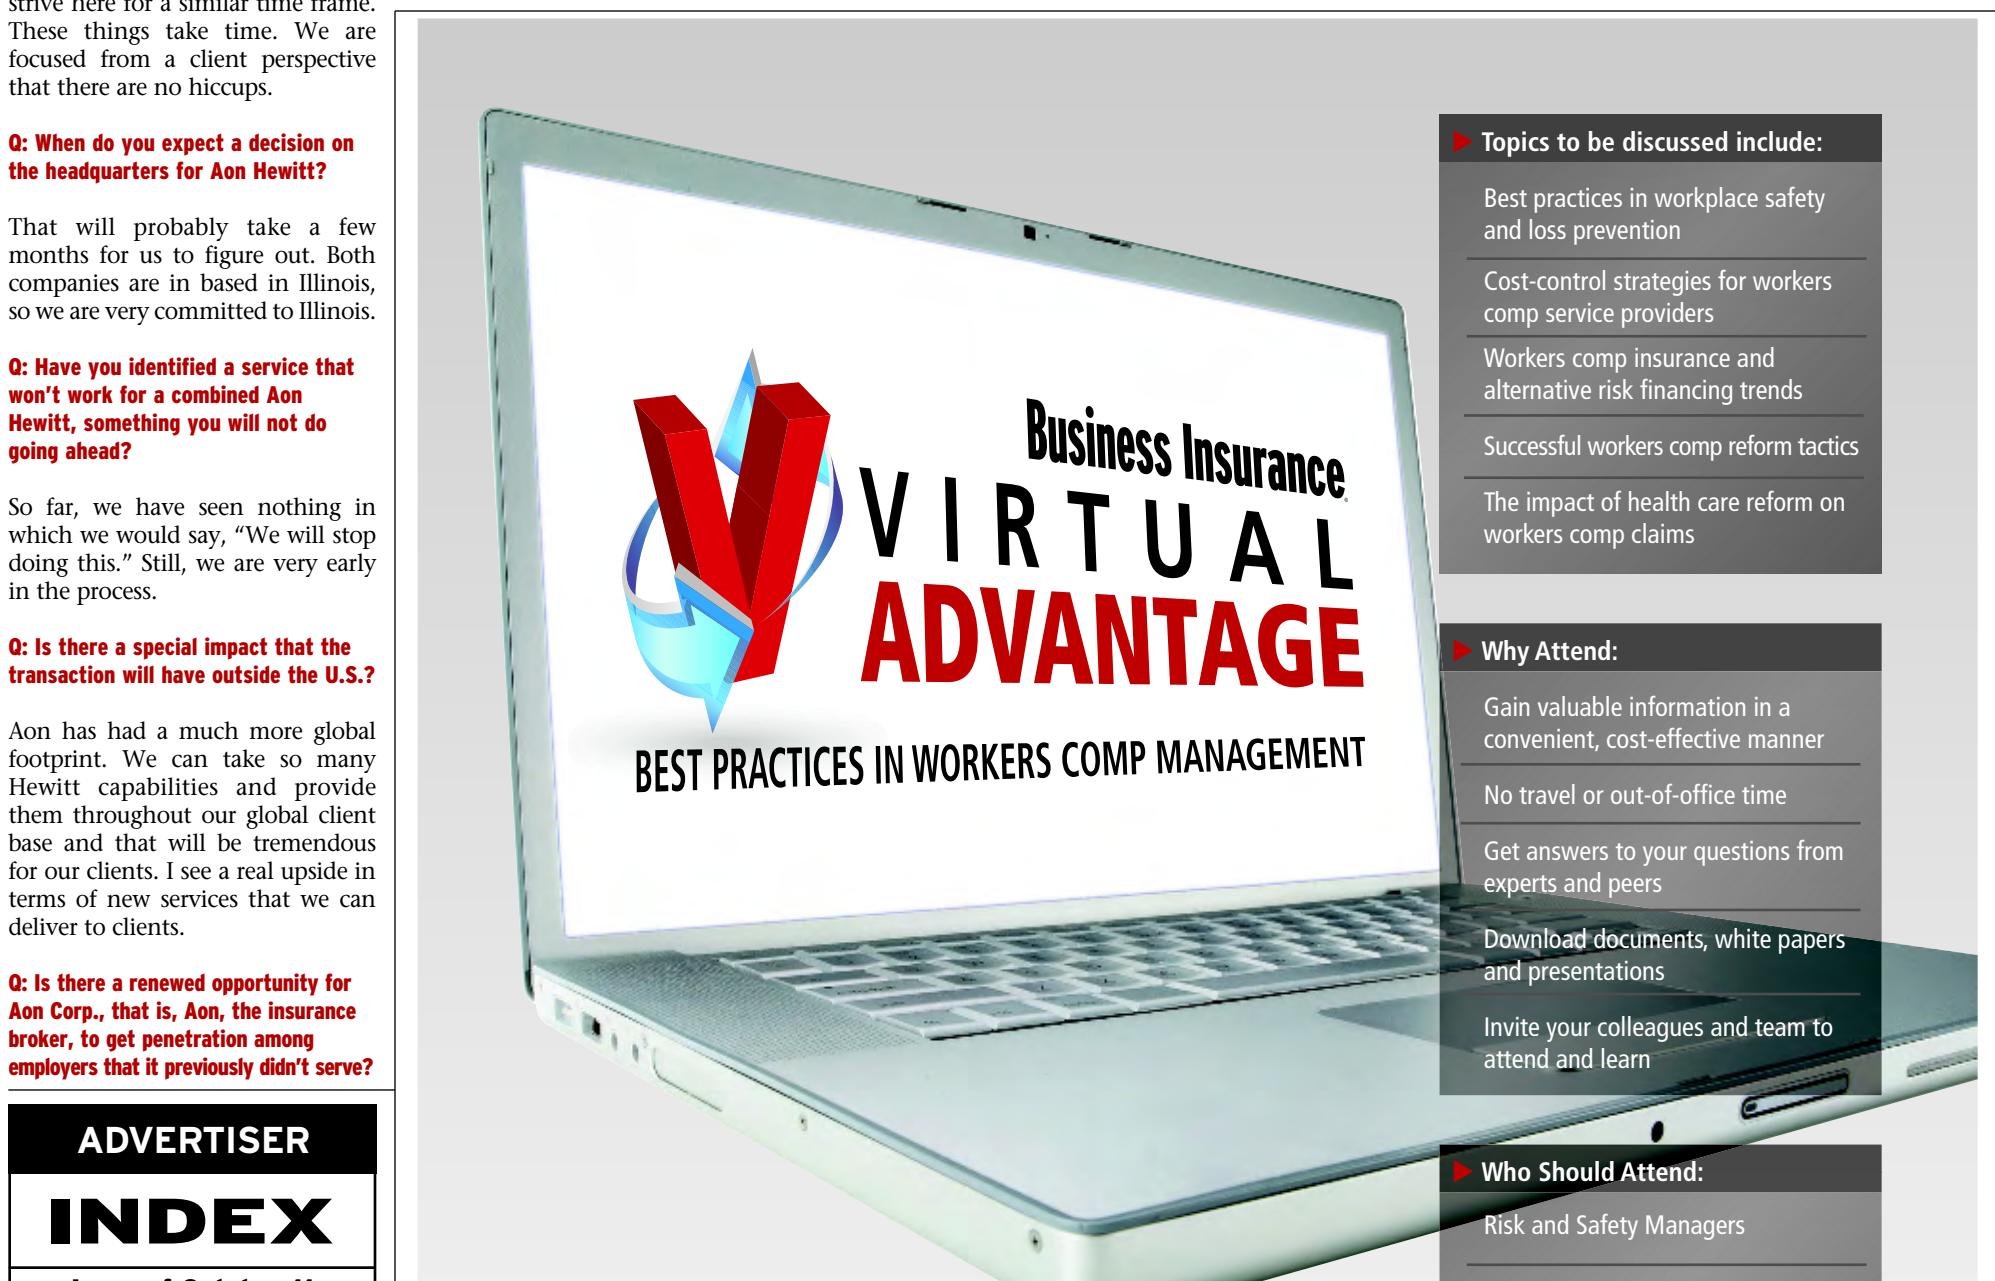 strive here for a similar time frame.
These things take time. We are
focused from a client perspective
that there are no hiccups.
Q: When do you expect a decision on
the headquarters for Aon Hewitt?
That will probably take a few
months for us to figure out. Both
companies are in based in Illinois,
so we are very committed to Illinois.
Q: Have you identified a service that
won't work for a combined Aon
Hewitt, something you will not do
going ahead?
So far, we have seen nothing in
which we would say, “We will stop
doing this.” Still, we are very early
in the process.
Q: Is there a special impact that the
transaction will have outside the U.S.?
Aon has had a much more global
footprint. We can take so many
Hewitt capabilities and provide
them throughout our global client
base and that will be tremendous
for our clients. I see a real upside in
terms of new services that we can
deliver to clients.
Q: Is there a renewed opportunity for
Aon Corp., that is, Aon, the insurance
broker, to get penetration among
employers that it previously didn't serve?
ADVERTISER
INDEX
Business Insurance
VIRTUAL
ADVANTAGE
BEST PRACTICES IN WORKERS COMP MANAGEMENT
Topics to be discussed include:
Best practices in workplace safety
and loss prevention
Cost-control strategies for workers
comp service providers
Workers comp insurance and
alternative risk financing trends
Successful workers comp reform tactics
The impact of health care reform on
workers comp claims
Why Attend:
Gain valuable information in a
convenient, cost-effective manner
No travel or out-of-office time
Get answers to your questions from
experts and peers
Download documents, white papers
and presentations
Invite your colleagues and team to
attend and learn
Who Should Attend:
Risk and Safety Managers